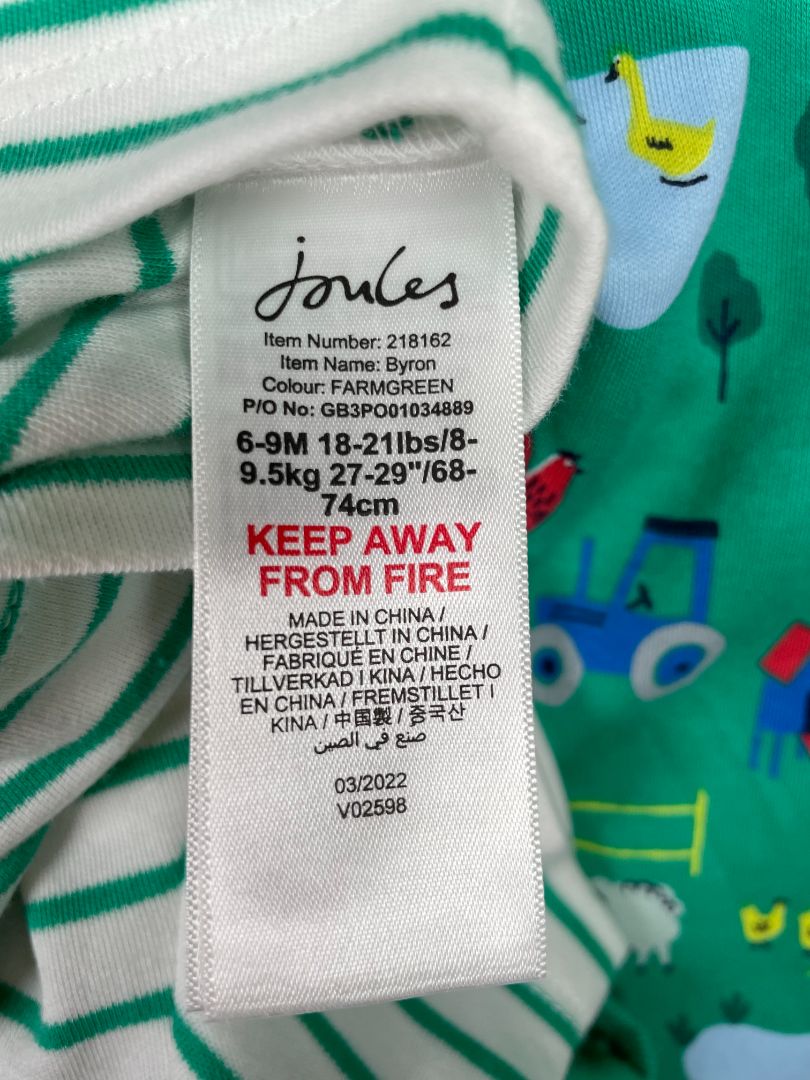 Joules
Item Number: 218162
Item Name: Byron
Colour: FARMGREEN
P/O No: GB3PO01034889
6-9M 18-21lbs/8-
9.5kg 27-29"/68-
74cm
KEEP AWAY
FROM FIRE
MADE IN CHINA /
HERGESTELLT IN CHINA /
FABRIQUÉ EN CHINE /
TILLVERKAD I KINA / HECHO
EN CHINA / FREMSTILLET I
KINA / 中国製 / 중국산
صنع في الصين
03/2022
V02598